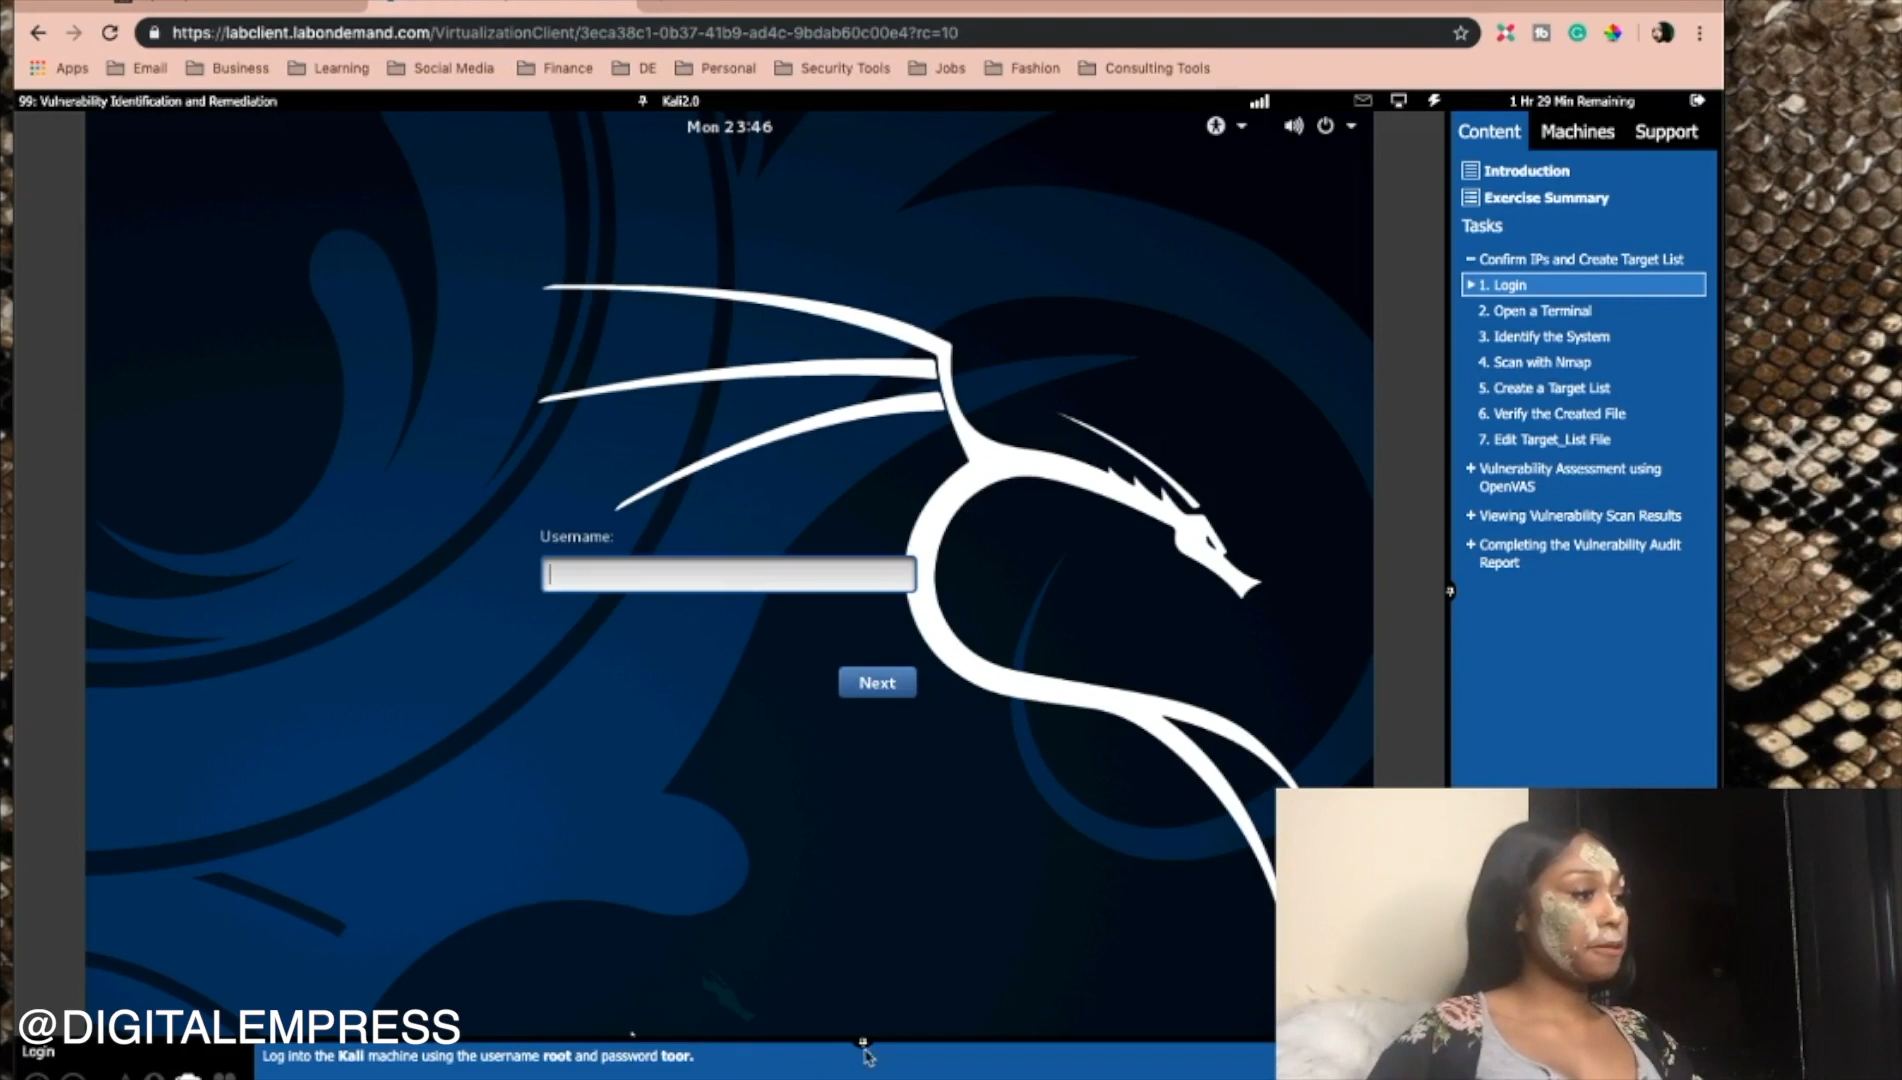 https://labclient.labondemand.com/VirtualizationClient/3eca38c1-0b37-41b9-ad4c-9bdab60c00e4?rc=10
Apps Email Business Learning Social Media Finance DE Personal Security Tools Jobs Fashion Consulting Tools
99: Vulnerability Identification and Remediation Kali2.0 1 Hr 29 Min Remaining
Mon 23:46
Content Machines Support
Introduction
Exercise Summary
Tasks
Confirm IPs and Create Target List
1. Login
2. Open a Terminal
3. Identify the System
4. Scan with Nmap
5. Create a Target List
6. Verify the Created File
7. Edit Target_List File
+ Vulnerability Assessment using
OpenVAS
+ Viewing Vulnerability Scan Results
+ Completing the Vulnerability Audit
Report
Username:
Next
@DIGITALEMPRESS
Login
Log into the Kali machine using the username root and password toor.